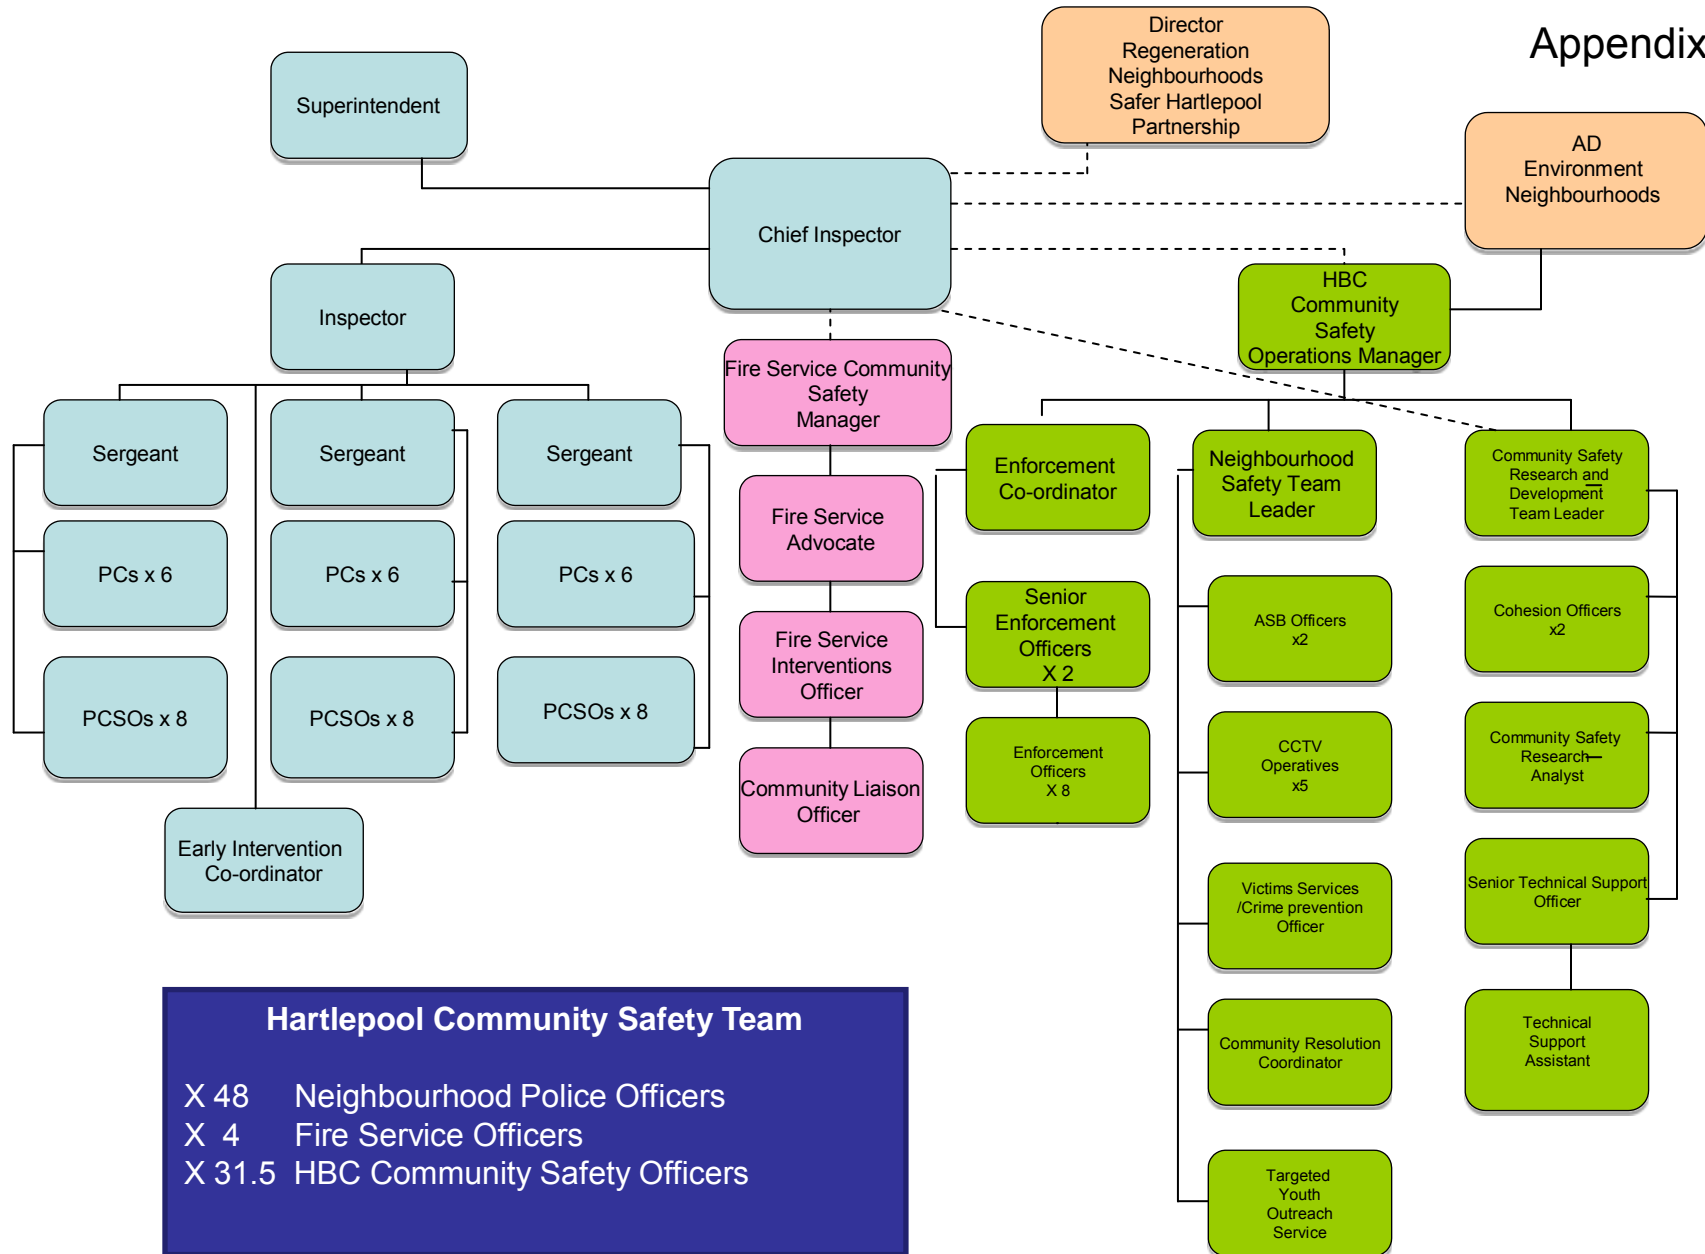 Appendix
Director
Regeneration
Neighbourhoods
Safer Hartlepool
Partnership
Superintendent
AD
Environment
Neighbourhoods
Chief Inspector
HBC
Community
Safety
Operations Manager
Inspector
Fire Service Community
Safety
Manager
Sergeant
Sergeant
Sergeant
Enforcement
Co-ordinator
Neighbourhood
Safety Team
Leader
Community Safety
Research and
Development
Team Leader
Fire Service
Advocate
PCs x 6
PCs x 6
PCs x 6
Senior
Enforcement
Officers
X 2
ASB Officers
x2
Cohesion Officers
x2
Fire Service
Interventions
Officer
PCSOs x 8
PCSOs x 8
PCSOs x 8
Enforcement
Officers
X 8
CCTV
Operatives
x5
Community Safety
Research
Analyst
Community Liaison
Officer
Early Intervention
Co-ordinator
Victims Services
/Crime prevention
Officer
Senior Technical Support
Officer
Community Resolution
Coordinator
Technical
Support
Assistant
Targeted
Youth
Outreach
Service
Hartlepool Community Safety Team
X 48 Neighbourhood Police Officers
X 4 Fire Service Officers
X 31.5 HBC Community Safety Officers